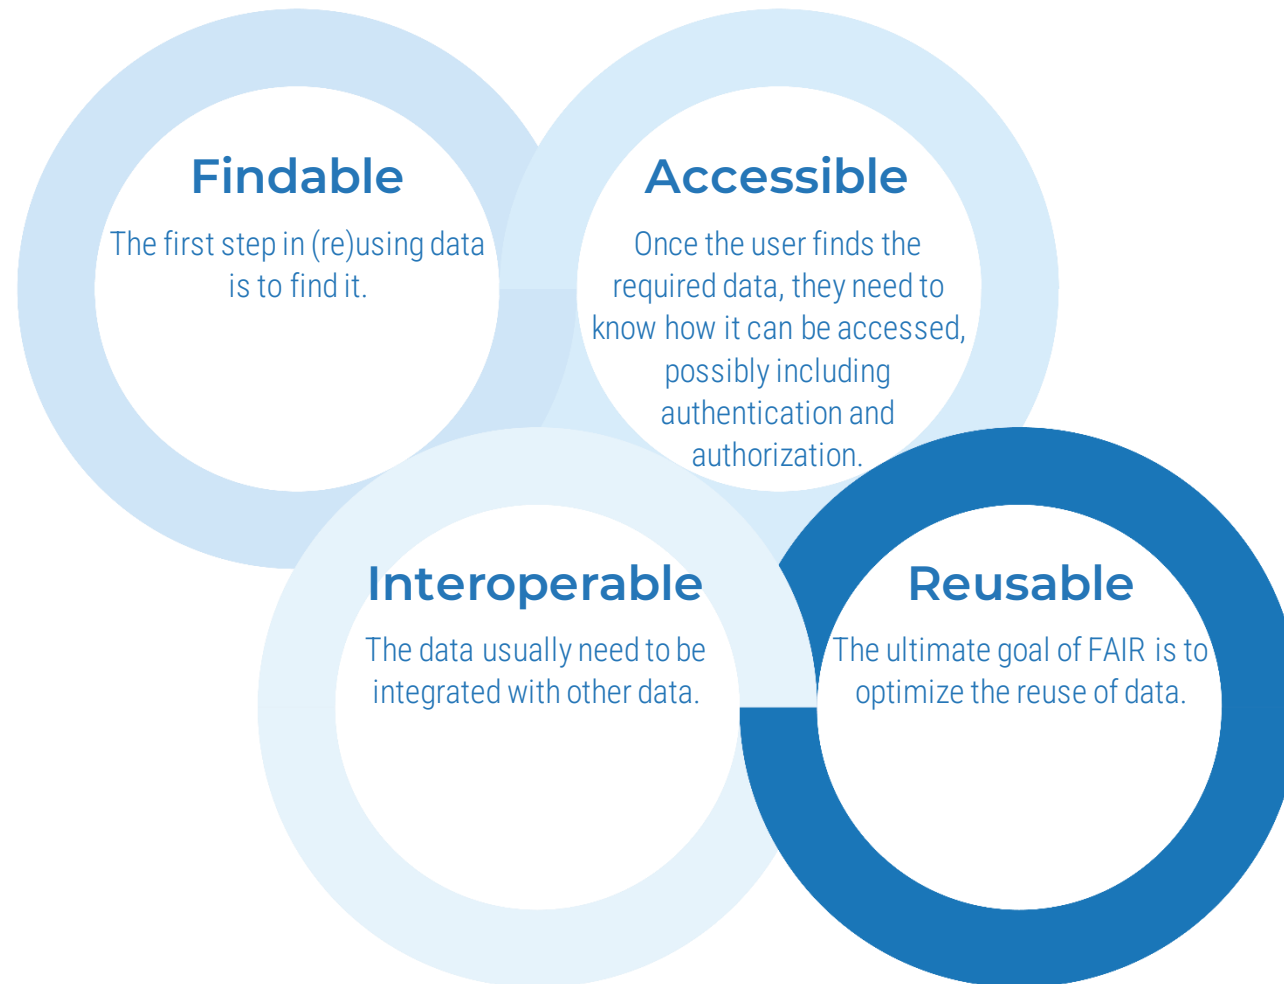 Findable
The first step in (re)using data
is to find it.
Accessible
Once the user finds the
required data, they need to
know how it can be accessed,
possibly including
authentication and
authorization.
Interoperable
The data usually need to be
integrated with other data.
Reusable
The ultimate goal of FAIR is to
optimize the reuse of data.